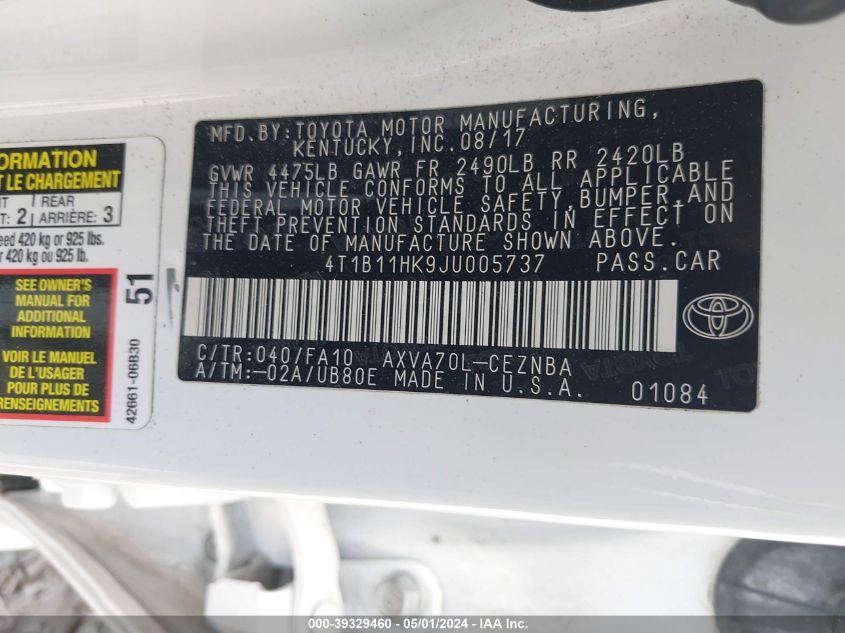 MFD. BY: TOYOTA MOTOR MANUFACTURING,
KENTUCKY, INC. 08/17
GVWR 4475LB GAWR FR 2490LB RR 2420LB
THIS VEHICLE CONFORMS TO ALL APPLICABLE
FEDERAL MOTOR VEHICLE SAFETY, BUMPER, AND
THEFT PREVENTION STANDARDS IN EFFECT ON
THE DATE OF MANUFACTURE SHOWN ABOVE.
4T1B11HK9JU005737 PASS.CAR
C/TR: 040/FA10 AXVA70L-CEZNBA
A/TM: -02A/UB80E MADE IN U.S.A. 01084
ORMATION
T LE CHARGEMENT
REAR
: 2 ARRIÈRE: 3
eed 420 kg or 925 lbs.
r 420 kg ou 925 lb.
SEE OWNER'S
MANUAL FOR
ADDITIONAL
INFORMATION
VOIR LE MANUEL
DE L'USAGER
POUR PLUS DE
RENSEIGNEMENTS
51
42661-06B30
000-39329460 - 05/01/2024 - IAA Inc.